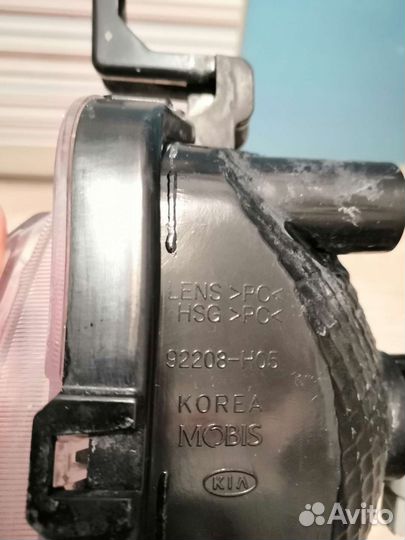 LENS >PC<
HSG >PC<
92208-H05
KOREA
MOBIS
KIA
Avito